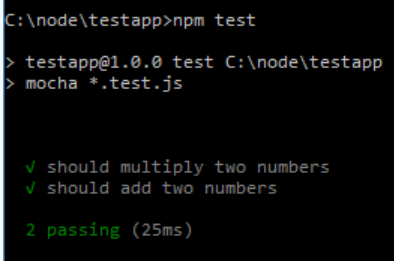 C:\node\testapp>npm test
> testapp@1.0.0 test C:\node\testapp
> mocha *.test.js
√ should multiply two numbers
√ should add two numbers
2 passing (25ms)